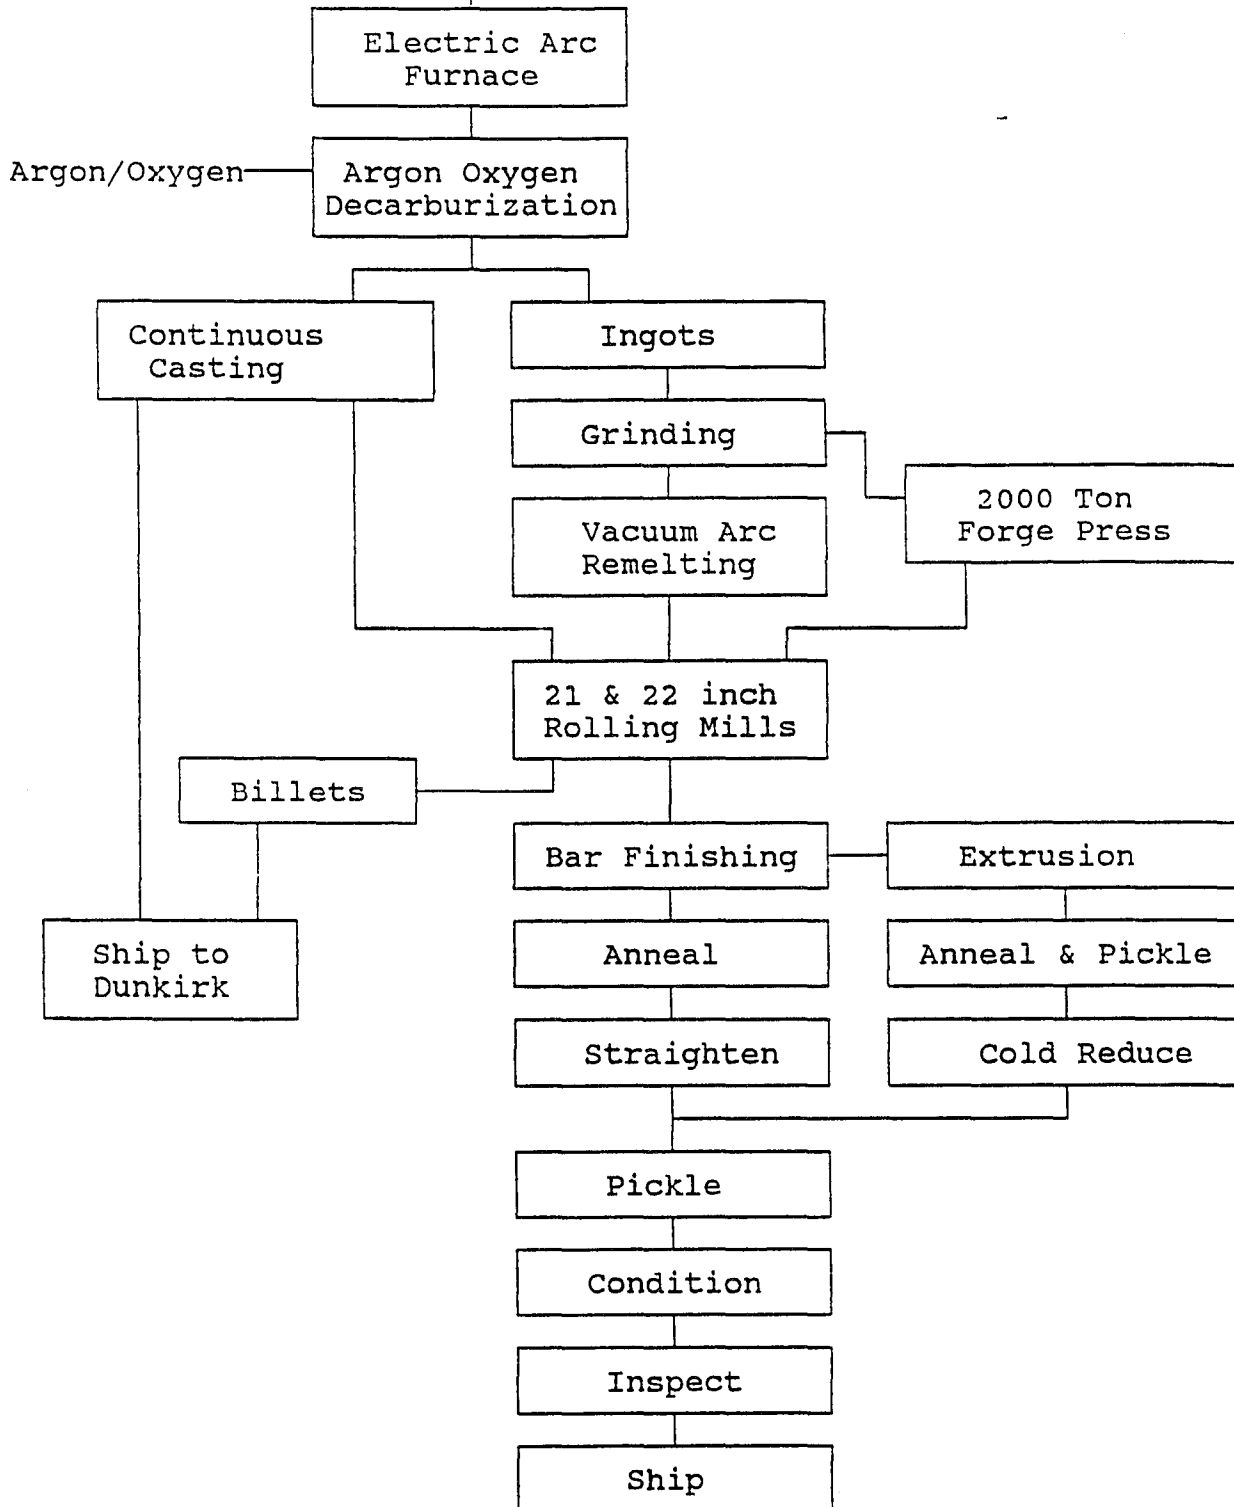 Electric Arc
Furnace
Argon/Oxygen
Argon Oxygen
Decarburization
Continuous
Casting
Ingots
Grinding
2000 Ton
Forge Press
Vacuum Arc
Remelting
21 & 22 inch
Rolling Mills
Billets
Bar Finishing
Extrusion
Ship to
Dunkirk
Anneal
Anneal & Pickle
Straighten
Cold Reduce
Pickle
Condition
Inspect
Ship